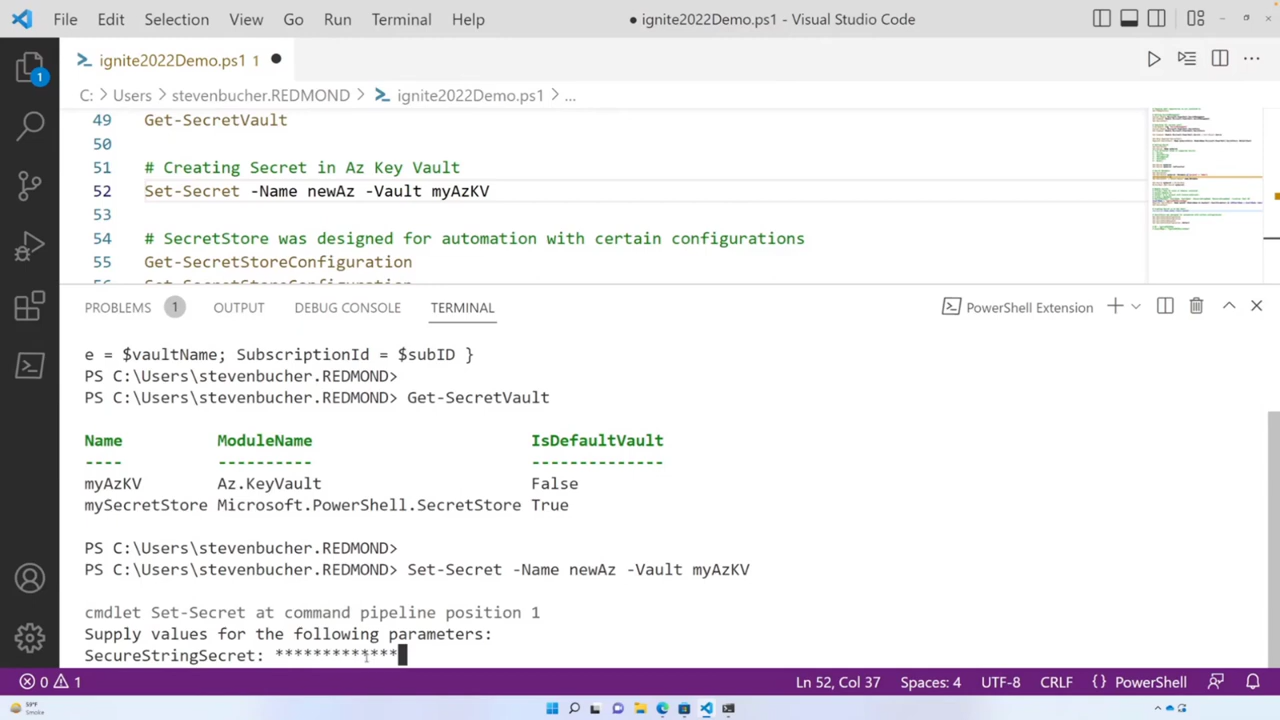 File Edit Selection View Go Run Terminal Help ● ignite2022Demo.ps1 - Visual Studio Code
ignite2022Demo.ps1 1
C: > Users > stevenbucher.REDMOND > ignite2022Demo.ps1 > ...
1
49 Get-SecretVault
50
51 # Creating Secret in Az Key Vault
52 Set-Secret -Name newAz -Vault myAzKV
53
54 # SecretStore was designed for automation with certain configurations
55 Get-SecretStoreConfiguration
PROBLEMS 1 OUTPUT DEBUG CONSOLE TERMINAL PowerShell Extension
e = $vaultName; SubscriptionId = $subID }
PS C:\Users\stevenbucher.REDMOND>
PS C:\Users\stevenbucher.REDMOND> Get-SecretVault
Name ModuleName IsDefaultVault
---- ---------- --------------
myAzKV Az.KeyVault False
mySecretStore Microsoft.PowerShell.SecretStore True
PS C:\Users\stevenbucher.REDMOND>
PS C:\Users\stevenbucher.REDMOND> Set-Secret -Name newAz -Vault myAzKV
cmdlet Set-Secret at command pipeline position 1
Supply values for the following parameters:
SecureStringSecret: *************
0 1 Ln 52, Col 37 Spaces: 4 UTF-8 CRLF {} PowerShell
59°F
Smoke